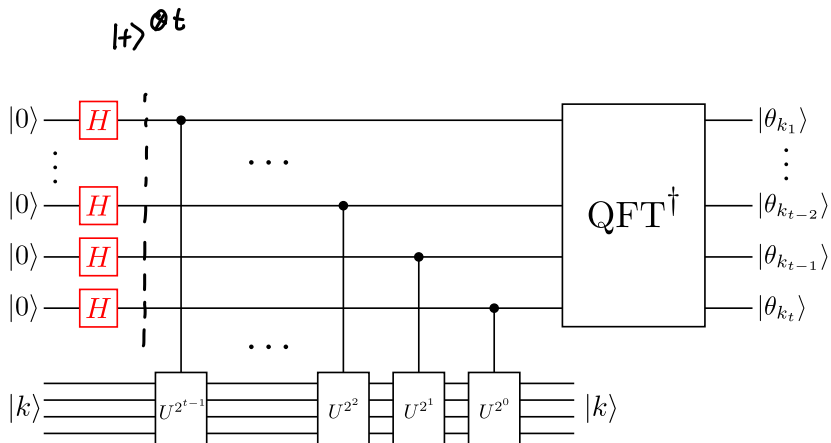 |+⟩^{⊗t}
|0⟩ H |θ_{k_1}⟩
⋮ ... ⋮
|0⟩ H QFT† |θ_{k_{t-2}}⟩
|0⟩ H |θ_{k_{t-1}}⟩
|0⟩ H |θ_{k_t}⟩
...
|k⟩ U^{2^{t-1}} U^{2^2} U^{2^1} U^{2^0} |k⟩